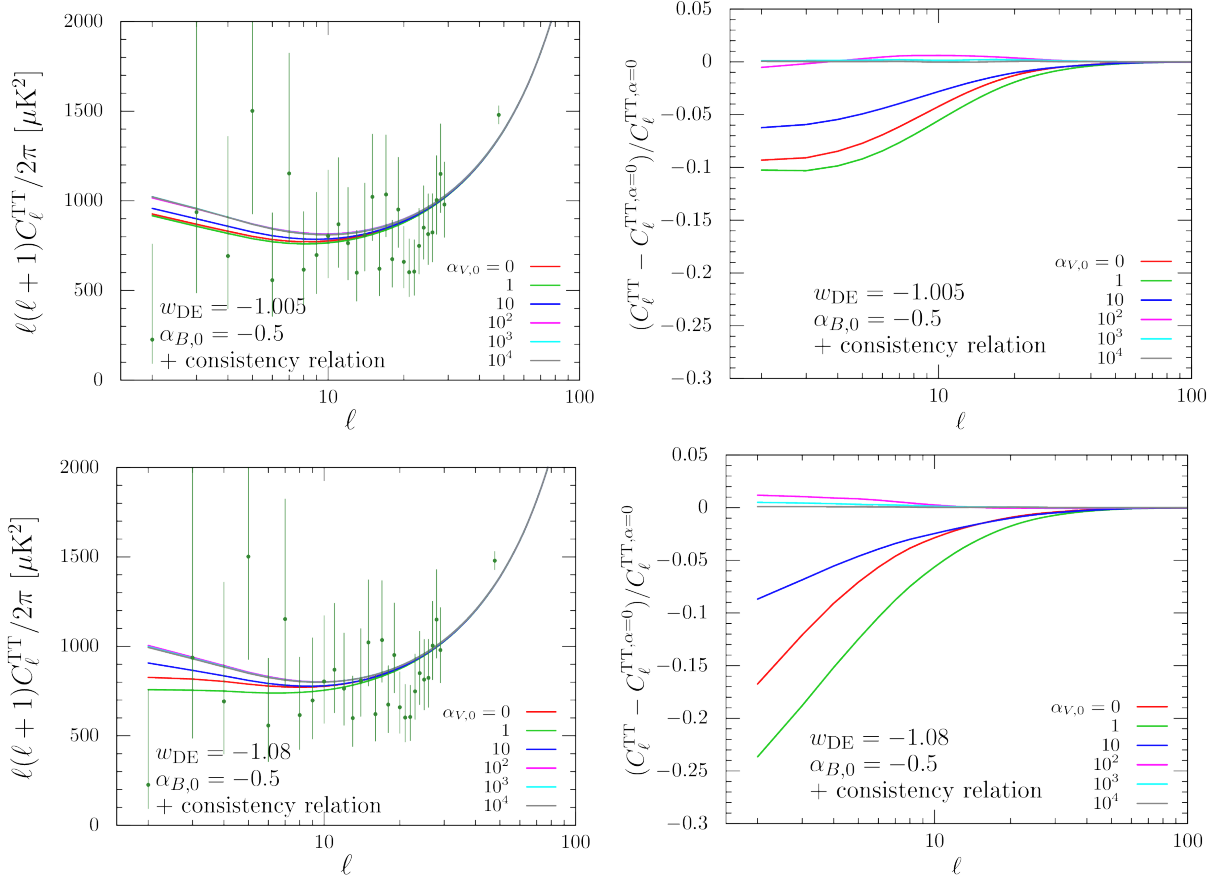 2000
1500
1000
500
0
10
100
ℓ(ℓ + 1)C_ℓ^TT/2π [μK²]
ℓ
w_DE = −1.005
α_B,0 = −0.5
+ consistency relation
α_V,0 = 0
1
10
10²
10³
10⁴
0.05
0
−0.05
−0.1
−0.15
−0.2
−0.25
−0.3
10
100
(C_ℓ^TT − C_ℓ^TT,α=0)/C_ℓ^TT,α=0
ℓ
w_DE = −1.005
α_B,0 = −0.5
+ consistency relation
α_V,0 = 0
1
10
10²
10³
10⁴
2000
1500
1000
500
0
10
100
ℓ(ℓ + 1)C_ℓ^TT/2π [μK²]
ℓ
w_DE = −1.08
α_B,0 = −0.5
+ consistency relation
α_V,0 = 0
1
10
10²
10³
10⁴
0.05
0
−0.05
−0.1
−0.15
−0.2
−0.25
−0.3
10
100
(C_ℓ^TT − C_ℓ^TT,α=0)/C_ℓ^TT,α=0
ℓ
w_DE = −1.08
α_B,0 = −0.5
+ consistency relation
α_V,0 = 0
1
10
10²
10³
10⁴